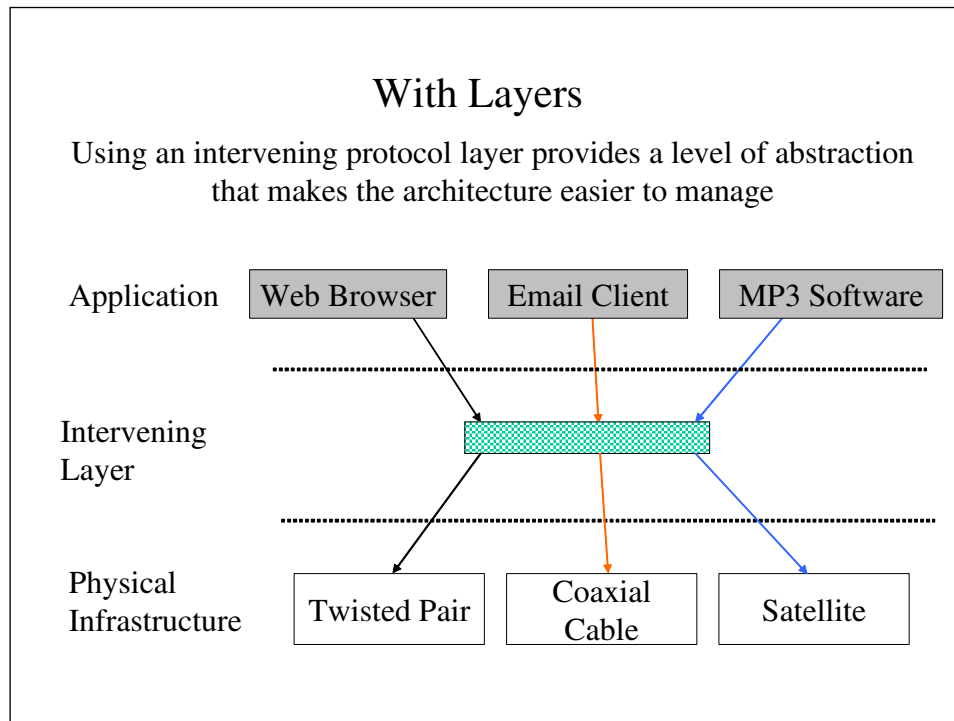 With Layers
Using an intervening protocol layer provides a level of abstraction
that makes the architecture easier to manage
Application
Web Browser
Email Client
MP3 Software
Intervening
Layer
Physical
Infrastructure
Twisted Pair
Coaxial
Cable
Satellite